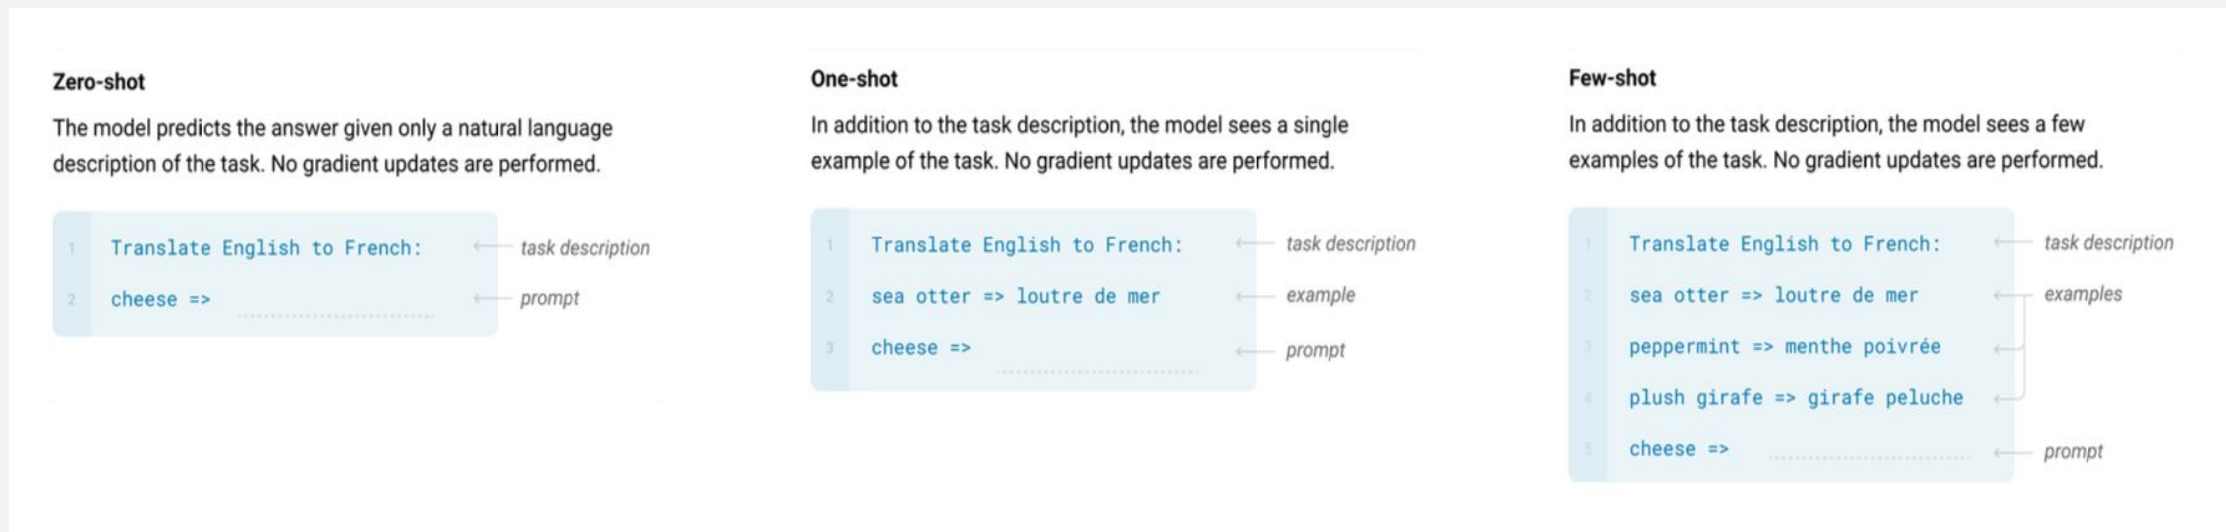 Zero-shot
The model predicts the answer given only a natural language
description of the task. No gradient updates are performed.
1 Translate English to French: task description
2 cheese => prompt
One-shot
In addition to the task description, the model sees a single
example of the task. No gradient updates are performed.
1 Translate English to French: task description
2 sea otter => loutre de mer example
3 cheese => prompt
Few-shot
In addition to the task description, the model sees a few
examples of the task. No gradient updates are performed.
1 Translate English to French: task description
2 sea otter => loutre de mer examples
3 peppermint => menthe poivrée
4 plush girafe => girafe peluche
5 cheese => prompt